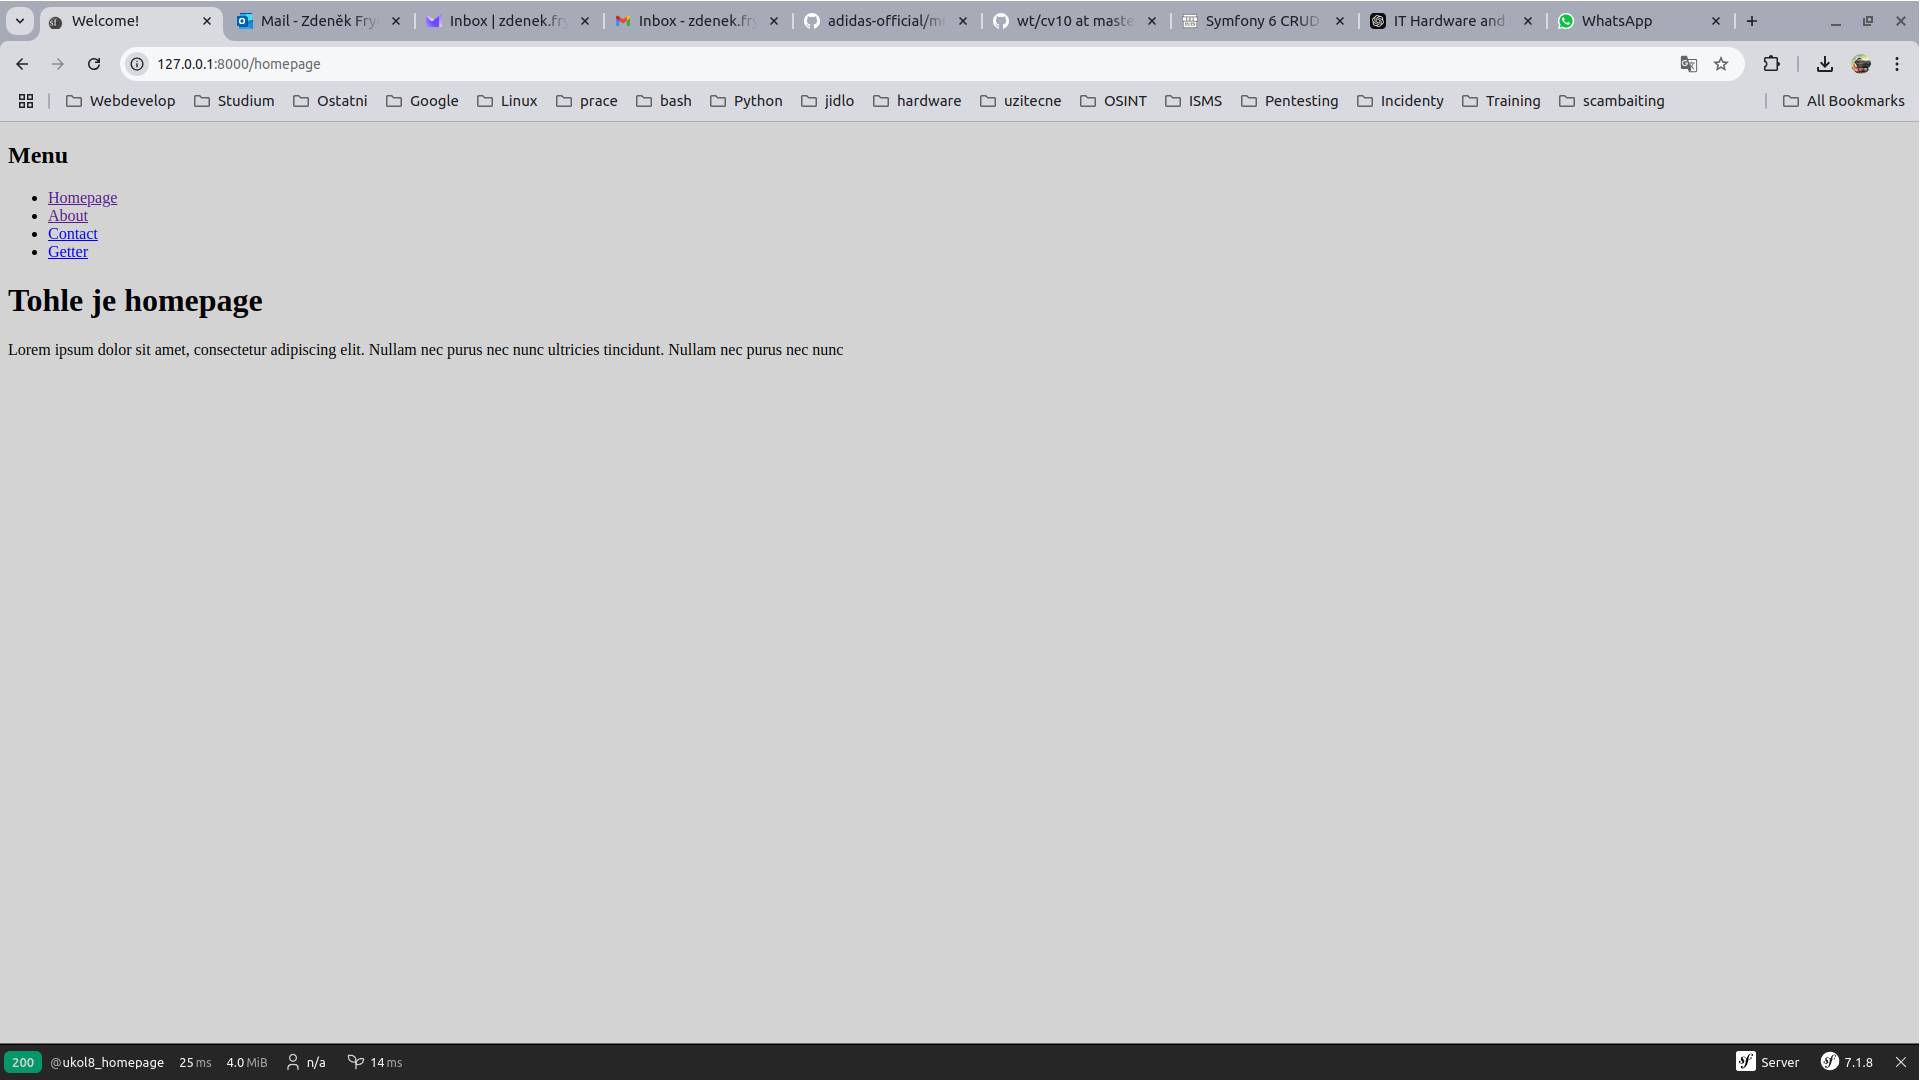 Welcome!
Mail - Zdeněk Fry
Inbox | zdenek.fry
Inbox - zdenek.fry
adidas-official/m
wt/cv10 at maste
Symfony 6 CRUD
IT Hardware and
WhatsApp
127.0.0.1:8000/homepage
Webdevelop Studium Ostatni Google Linux prace bash Python jidlo hardware uzitecne OSINT ISMS Pentesting Incidenty Training scambaiting All Bookmarks
Menu
Homepage
About
Contact
Getter
Tohle je homepage
Lorem ipsum dolor sit amet, consectetur adipiscing elit. Nullam nec purus nec nunc ultricies tincidunt. Nullam nec purus nec nunc
200 @ukol8_homepage 25 ms 4.0 MiB n/a 14 ms Server 7.1.8